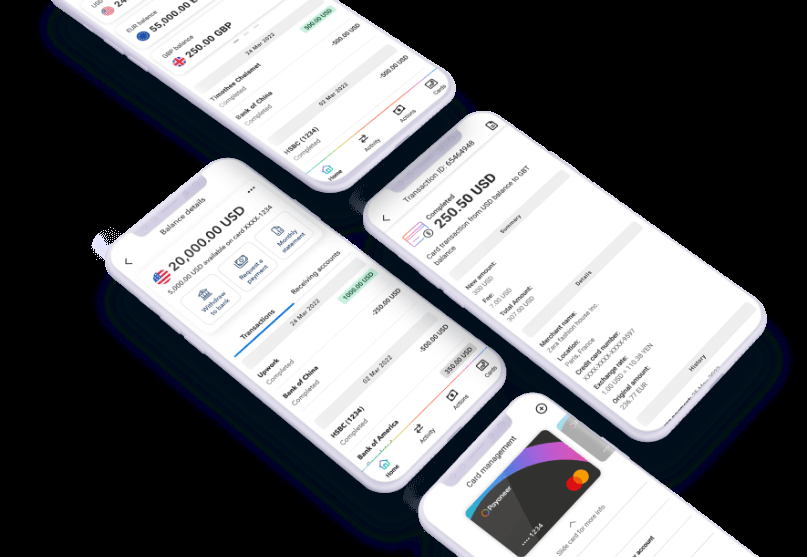 USD
EUR balance
55,000.00 E
GBP balance
250.00 GBP
24 Mar 2022
500.00 USD
Timothee Chalamet
Completed
-500.00 USD
Bank of China
Completed
02 Mar 2022
-500.00 USD
HSBC (1234)
Completed
Home
Activity
Actions
Cards
Balance details
20,000.00 USD
5,000.00 USD available on card XXXX-1234
Withdraw
to bank
Request a
payment
Monthly
statement
Transactions
Receiving accounts
24 Mar 2022
1000.00 USD
Upwork
Completed
-250.00 USD
Bank of China
Completed
02 Mar 2022
-500.00 USD
HSBC (1234)
Completed
350.00 USD
Bank of America
Home
Activity
Actions
Cards
Transaction ID: 65464948
Completed
250.50 USD
Card transaction from USD balance to GBT
balance
Summary
New amount:
300 USD
Fee:
7.00 USD
Total Amount:
307.00 USD
Details
Merchant name:
Zara fashion house inc.
Location:
Paris, France
Credit card number:
XXXX-XXXX-XXXX-9597
Exchange rate:
1.00 USD = 110.38 YEN
Original amount:
236.77 EUR
History
Card management
Payoneer
•••• 1234
Slide card for more info
account